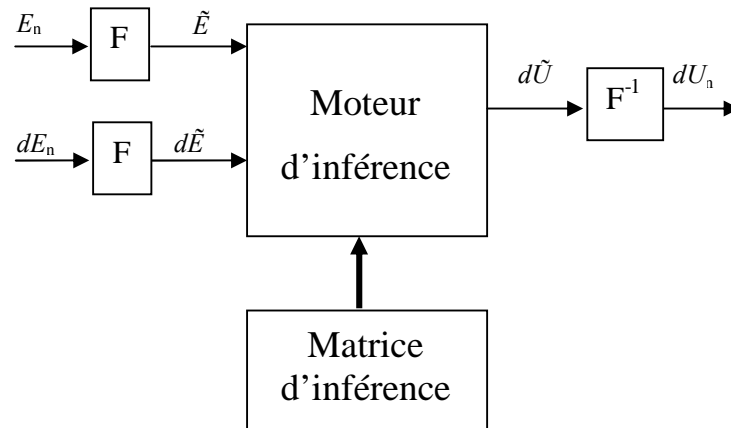 Eₙ
F
Ẽ
dEₙ
F
dẼ
Moteur
d’inférence
dŨ
F⁻¹
dUₙ
Matrice
d’inférence